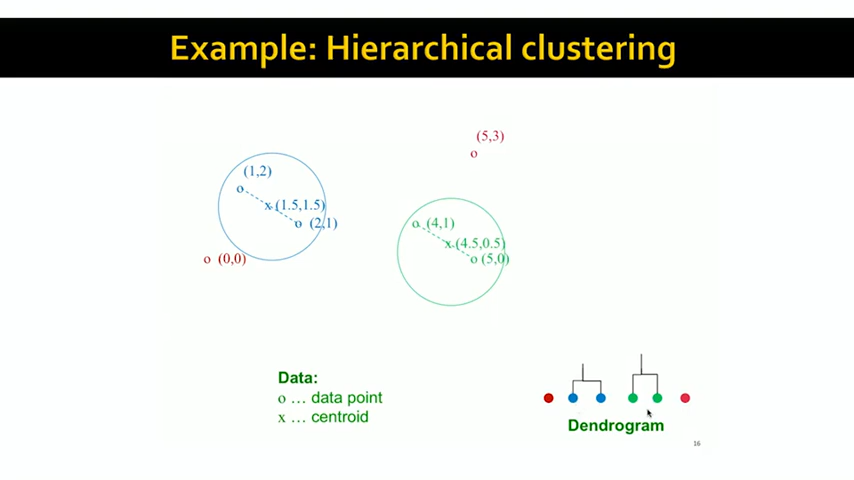 Example: Hierarchical clustering
(5,3)
o
(1,2)
o
x (1.5,1.5)
o (2,1)
o (4,1)
x (4.5,0.5)
o (5,0)
o (0,0)
Data:
o … data point
x … centroid
Dendrogram
16